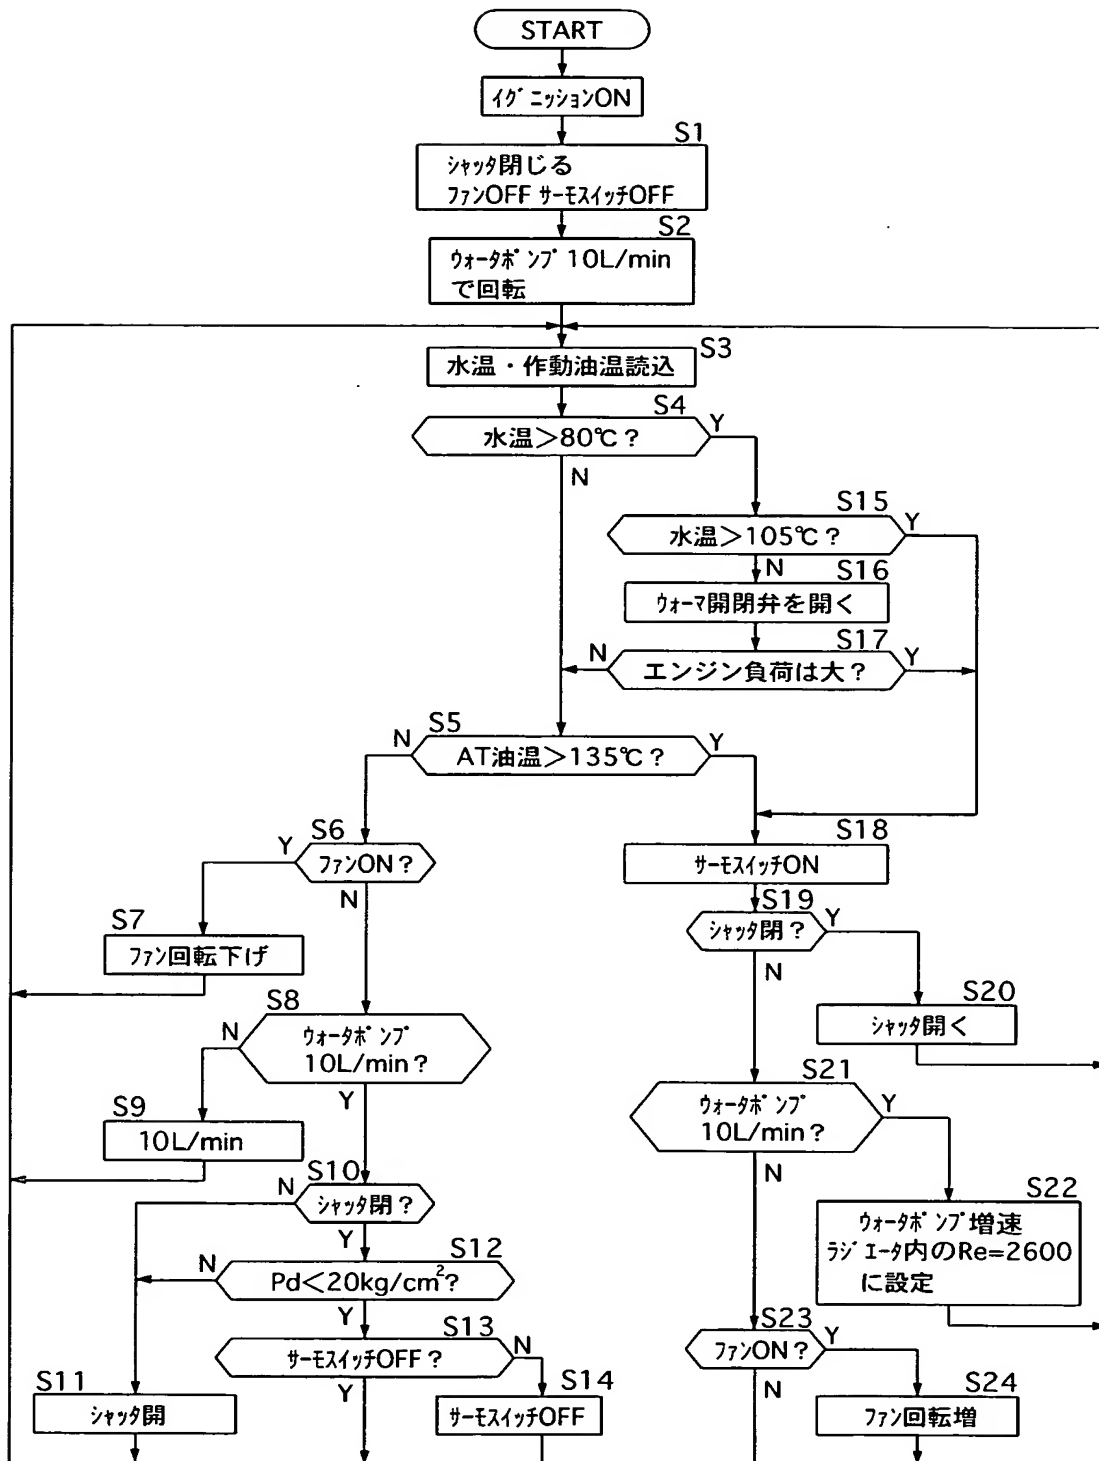 START
イグニッションON
S1
シャッタ閉じる
ファンOFF サーモスイッチOFF
S2
ウォータポンプ 10L/min
で回転
S3
水温・作動油温読込
S4
水温＞80℃？
Y
N
S15
水温＞105℃？
Y
N
S16
ウォーマ開閉弁を開く
S17
エンジン負荷は大？
N
Y
S5
AT油温＞135℃？
N
Y
S6
ファンON？
Y
N
S18
サーモスイッチON
S7
ファン回転下げ
S19
シャッタ閉？
Y
N
S8
ウォータポンプ
10L/min？
N
Y
S20
シャッタ開く
S9
10L/min
S21
ウォータポンプ
10L/min？
Y
N
S10
シャッタ閉？
N
Y
S22
ウォータポンプ増速
ラジエータ内のRe=2600
に設定
S12
Pd＜20kg/cm²？
N
Y
S13
サーモスイッチOFF？
N
Y
S23
ファンON？
Y
N
S11
シャッタ開
S14
サーモスイッチOFF
S24
ファン回転増